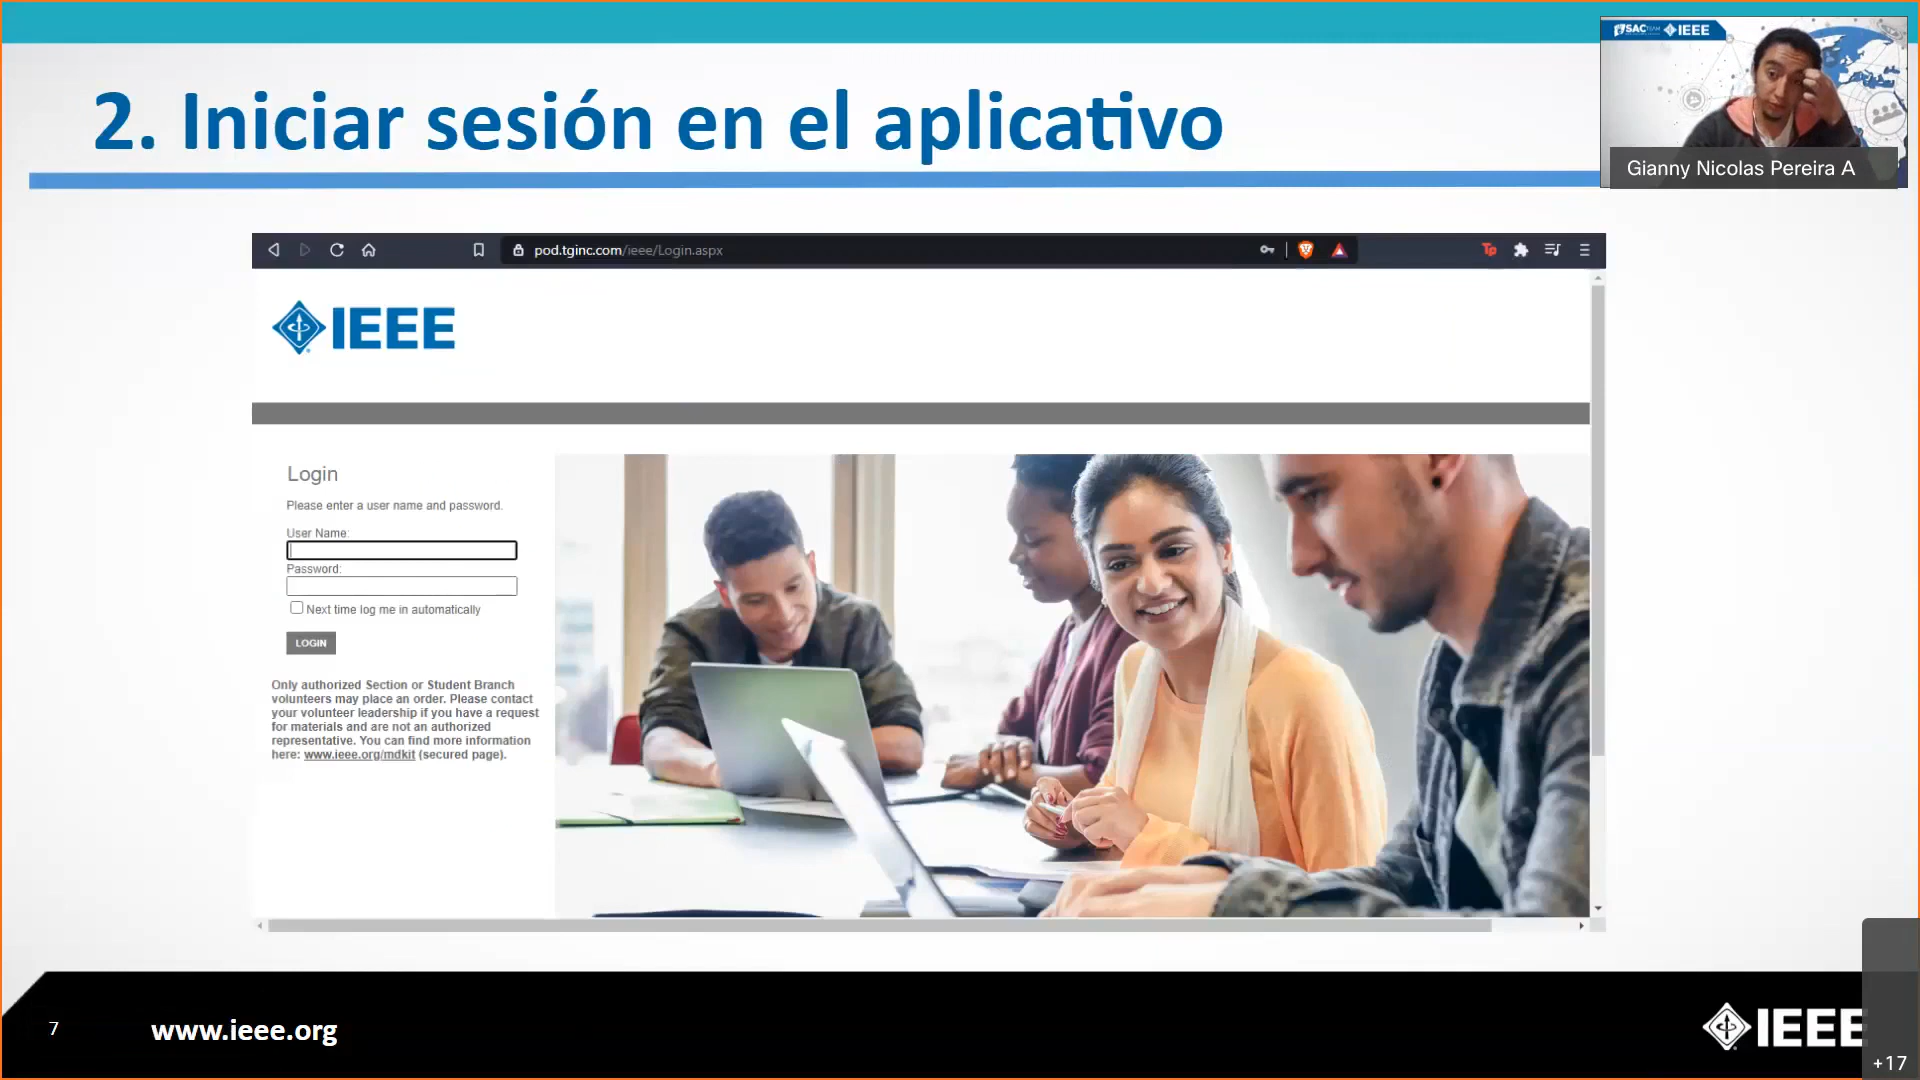 2. Iniciar sesión en el aplicativo
SAC IEEE
Gianny Nicolas Pereira A
pod.tginc.com/ieee/Login.aspx
IEEE
Login
Please enter a user name and password.
User Name:
Password:
Next time log me in automatically
LOGIN
Only authorized Section or Student Branch
volunteers may place an order. Please contact
your volunteer leadership if you have a request
for materials and are not an authorized
representative. You can find more information
here: www.ieee.org/mdkit (secured page).
7
www.ieee.org
IEEE
+17